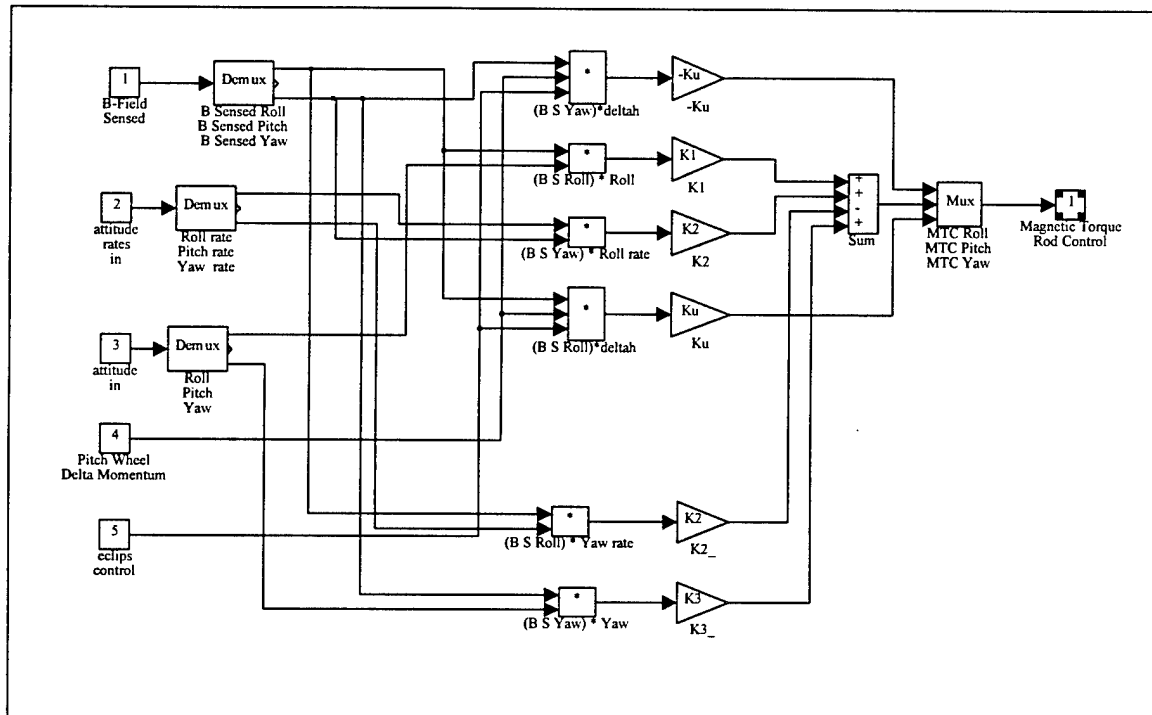 1
B-Field
Sensed
Demux
B Sensed Roll
B Sensed Pitch
B Sensed Yaw
*
(B S Yaw)*deltah
-Ku
-Ku
*
(B S Roll) * Roll
K1
K1
2
attitude
rates
in
Demux
Roll rate
Pitch rate
Yaw rate
*
(B S Yaw) * Roll rate
K2
K2
+
+
-
+
Sum
Mux
MTC Roll
MTC Pitch
MTC Yaw
1
Magnetic Torque
Rod Control
*
(B S Roll)*deltah
Ku
Ku
3
attitude
in
Demux
Roll
Pitch
Yaw
4
Pitch Wheel
Delta Momentum
5
eclips
control
*
(B S Roll) * Yaw rate
K2
K2_
*
(B S Yaw) * Yaw
K3
K3_